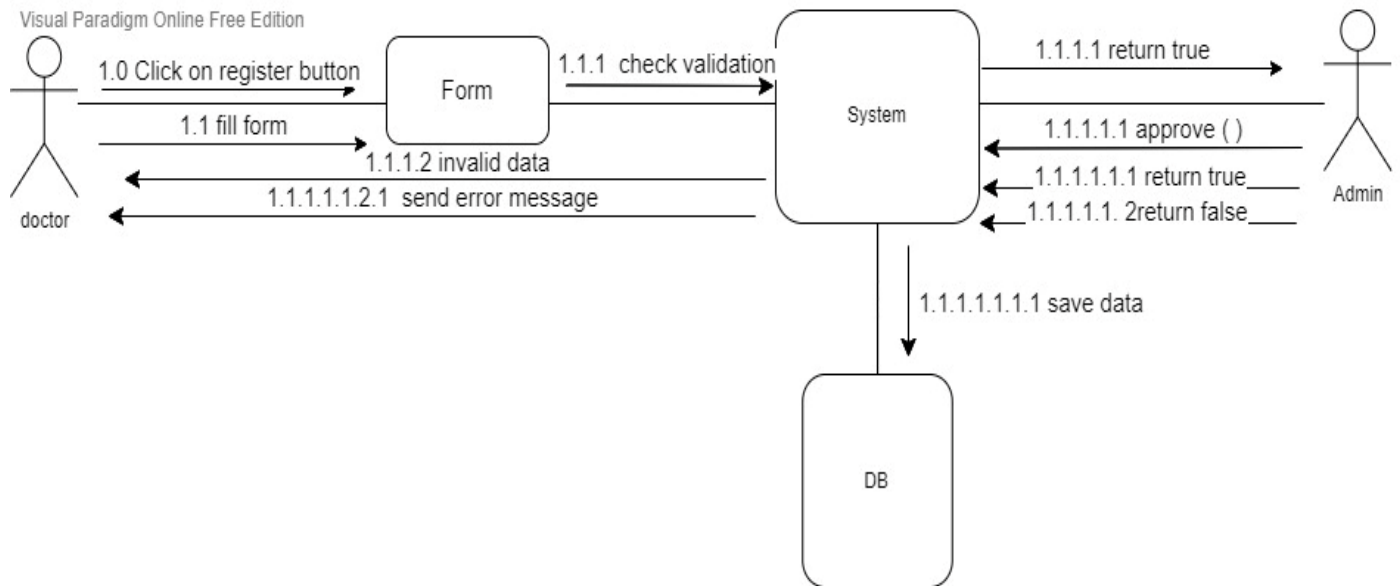 Visual Paradigm Online Free Edition
1.0 Click on register button
Form
1.1.1 check validation
System
1.1.1.1 return true
1.1 fill form
1.1.1.1.1 approve ( )
1.1.1.2 invalid data
1.1.1.1.1.1 return true
1.1.1.1.1.2.1 send error message
1.1.1.1.1. 2return false
doctor
Admin
1.1.1.1.1.1.1 save data
DB